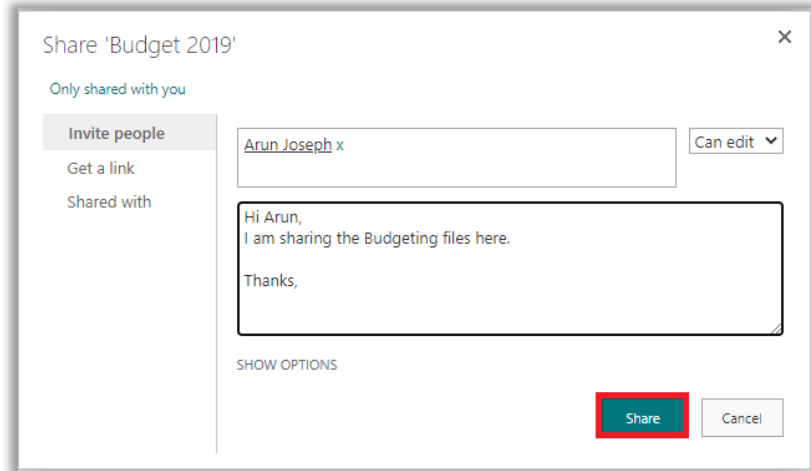 Share 'Budget 2019'
Only shared with you
Invite people
Get a link
Shared with
Arun Joseph x
Can edit
Hi Arun,
I am sharing the Budgeting files here.
Thanks,
SHOW OPTIONS
Share Cancel